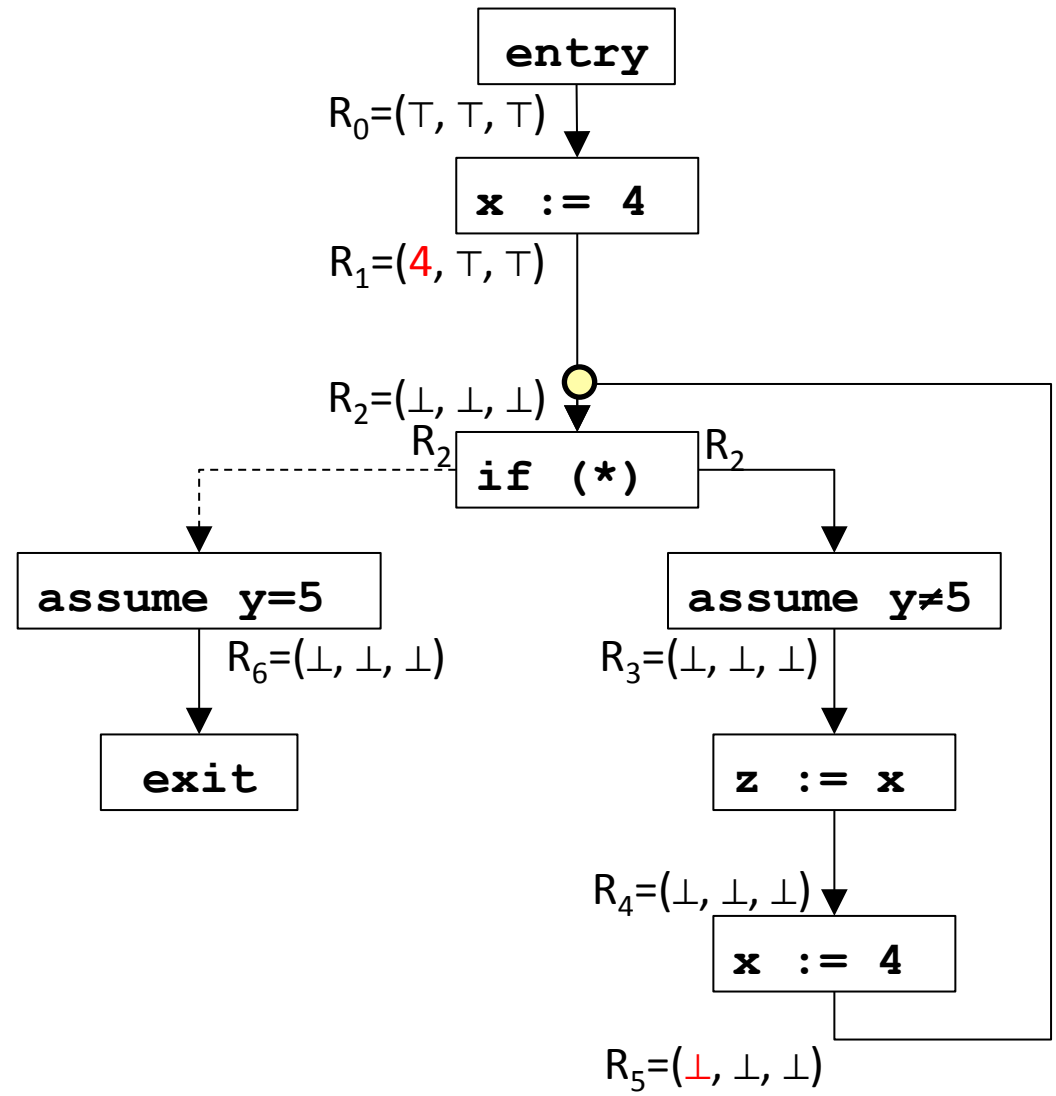 entry
R₀=(⊤, ⊤, ⊤)
x := 4
R₁=(4, ⊤, ⊤)
R₂=(⊥, ⊥, ⊥)
R₂
if (*)
R₂
assume y=5
assume y≠5
R₆=(⊥, ⊥, ⊥)
R₃=(⊥, ⊥, ⊥)
exit
z := x
R₄=(⊥, ⊥, ⊥)
x := 4
R₅=(⊥, ⊥, ⊥)